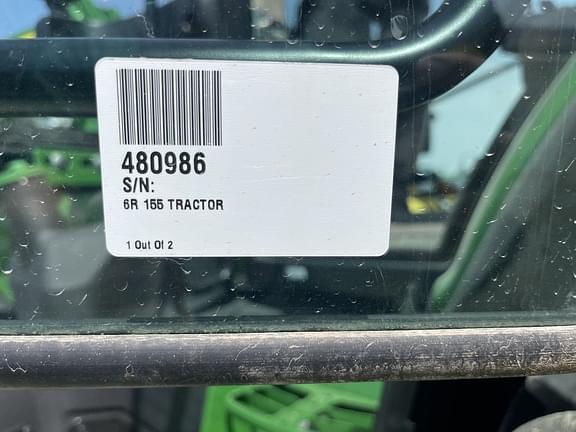 480986
S/N:
6R 155 TRACTOR
1 Out Of 2